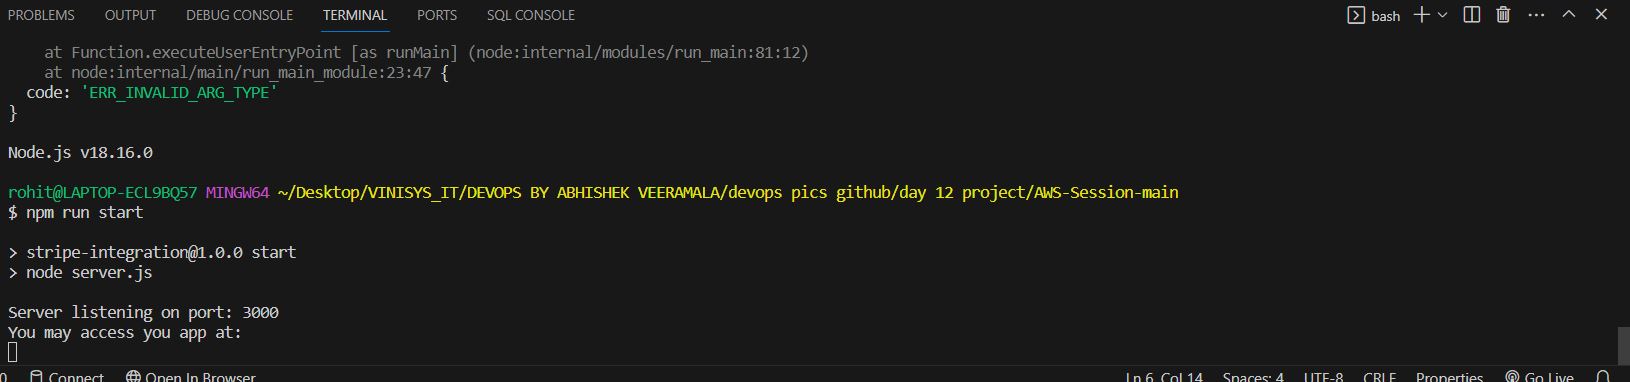 PROBLEMS OUTPUT DEBUG CONSOLE TERMINAL PORTS SQL CONSOLE bash
at Function.executeUserEntryPoint [as runMain] (node:internal/modules/run_main:81:12)
at node:internal/main/run_main_module:23:47 {
code: 'ERR_INVALID_ARG_TYPE'
}
Node.js v18.16.0
rohit@LAPTOP-ECL9BQ57 MINGW64 ~/Desktop/VINISYS_IT/DEVOPS BY ABHISHEK VEERAMALA/devops pics github/day 12 project/AWS-Session-main
$ npm run start
> stripe-integration@1.0.0 start
> node server.js
Server listening on port: 3000
You may access you app at:
0 Connect Open In Browser Ln 6, Col 14 Spaces: 4 UTF-8 CRLF Properties Go Live